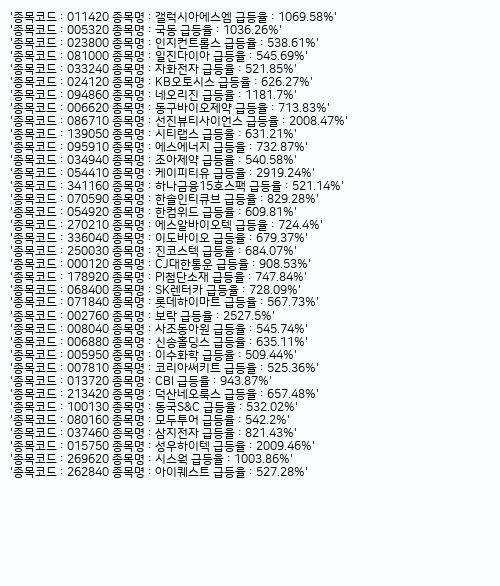 '종목코드 : 011420 종목명 : 갤럭시아에스엠 급등율 : 1069.58%'
'종목코드 : 005320 종목명 : 국동 급등율 : 1036.26%'
'종목코드 : 023800 종목명 : 인지컨트롤스 급등율 : 538.61%'
'종목코드 : 081000 종목명 : 일진다이아 급등율 : 545.69%'
'종목코드 : 033240 종목명 : 자화전자 급등율 : 521.85%'
'종목코드 : 024120 종목명 : KB오토시스 급등율 : 626.27%'
'종목코드 : 094860 종목명 : 네오리진 급등율 : 1181.7%'
'종목코드 : 006620 종목명 : 동구바이오제약 급등율 : 713.83%'
'종목코드 : 086710 종목명 : 선진뷰티사이언스 급등율 : 2008.47%'
'종목코드 : 139050 종목명 : 시티랩스 급등율 : 631.21%'
'종목코드 : 095910 종목명 : 에스에너지 급등율 : 732.87%'
'종목코드 : 034940 종목명 : 조아제약 급등율 : 540.58%'
'종목코드 : 054410 종목명 : 케이피티유 급등율 : 2919.24%'
'종목코드 : 341160 종목명 : 하나금융15호스팩 급등율 : 521.14%'
'종목코드 : 070590 종목명 : 한솔인티큐브 급등율 : 829.28%'
'종목코드 : 054920 종목명 : 한컴위드 급등율 : 609.81%'
'종목코드 : 270210 종목명 : 에스알바이오텍 급등율 : 724.4%'
'종목코드 : 336040 종목명 : 이도바이오 급등율 : 679.37%'
'종목코드 : 250030 종목명 : 진코스텍 급등율 : 684.07%'
'종목코드 : 000120 종목명 : CJ대한통운 급등율 : 908.53%'
'종목코드 : 178920 종목명 : PI첨단소재 급등율 : 747.84%'
'종목코드 : 068400 종목명 : SK렌터카 급등율 : 728.09%'
'종목코드 : 071840 종목명 : 롯데하이마트 급등율 : 567.73%'
'종목코드 : 002760 종목명 : 보락 급등율 : 2527.5%'
'종목코드 : 008040 종목명 : 사조동아원 급등율 : 545.74%'
'종목코드 : 006880 종목명 : 신송홀딩스 급등율 : 635.11%'
'종목코드 : 005950 종목명 : 이수화학 급등율 : 509.44%'
'종목코드 : 007810 종목명 : 코리아써키트 급등율 : 525.36%'
'종목코드 : 013720 종목명 : CBI 급등율 : 943.87%'
'종목코드 : 213420 종목명 : 덕산네오룩스 급등율 : 657.48%'
'종목코드 : 100130 종목명 : 동국S&C 급등율 : 532.02%'
'종목코드 : 080160 종목명 : 모두투어 급등율 : 542.2%'
'종목코드 : 037460 종목명 : 삼지전자 급등율 : 821.43%'
'종목코드 : 015750 종목명 : 성우하이텍 급등율 : 2009.46%'
'종목코드 : 269620 종목명 : 시스웍 급등율 : 1003.86%'
'종목코드 : 262840 종목명 : 아이퀘스트 급등율 : 527.28%'